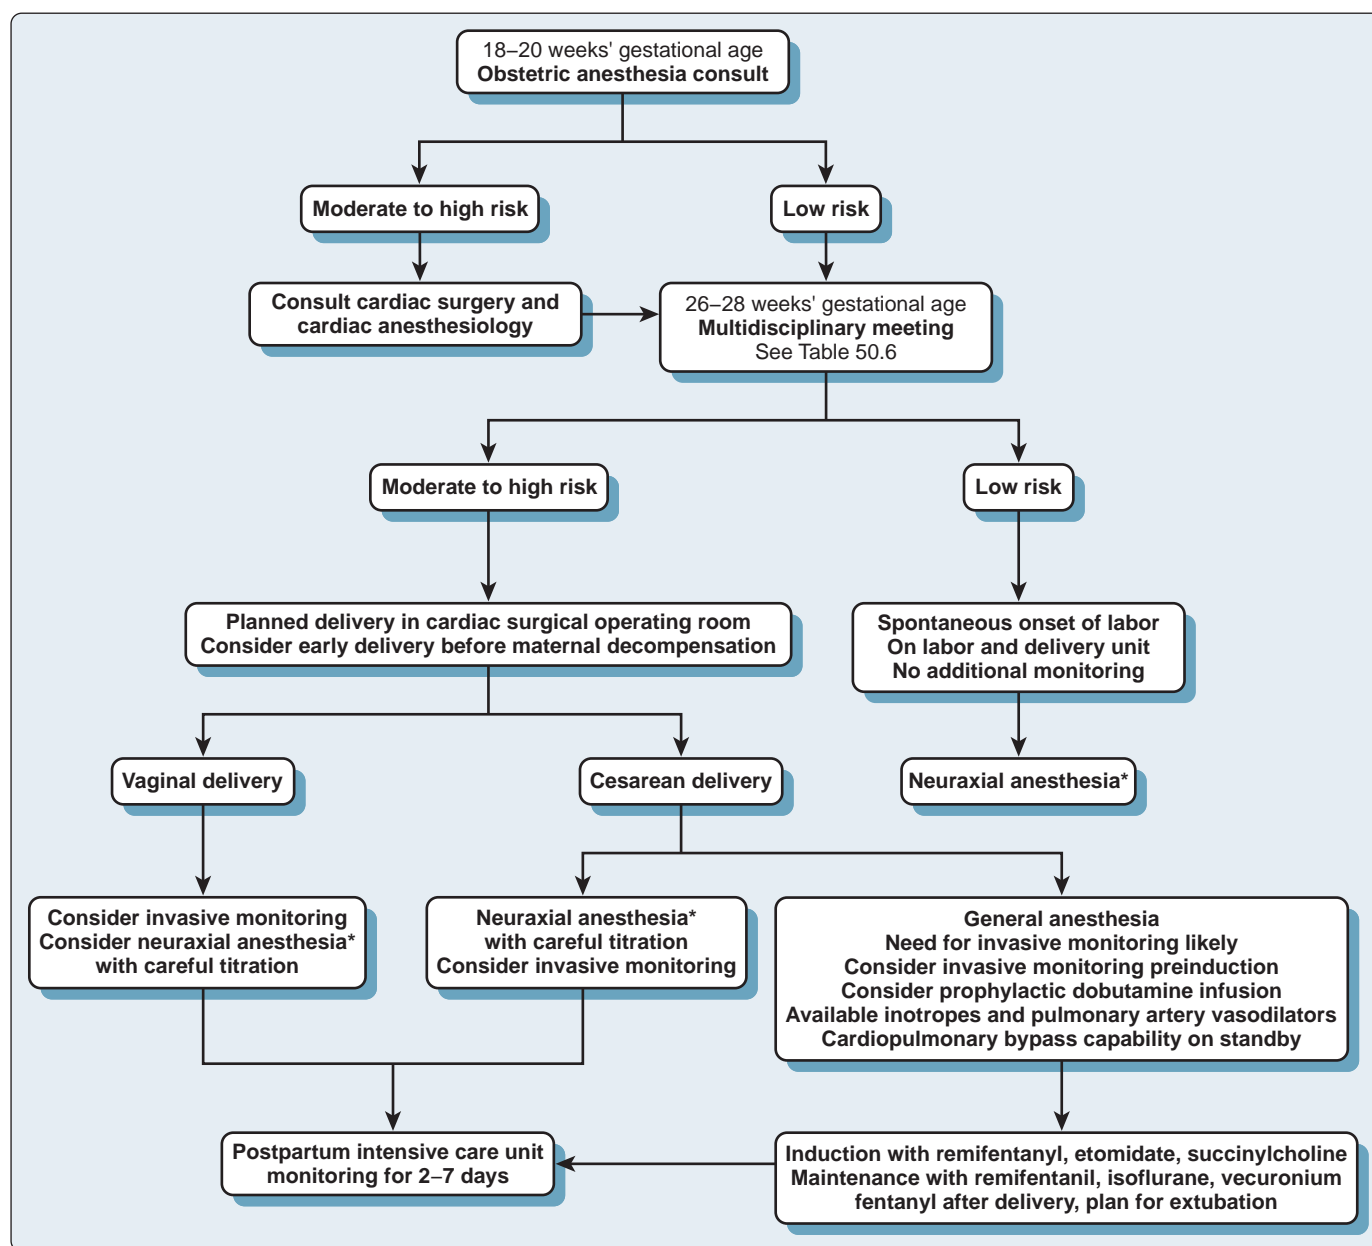 18–20 weeks' gestational age
Obstetric anesthesia consult
Moderate to high risk
Low risk
Consult cardiac surgery and
cardiac anesthesiology
26–28 weeks' gestational age
Multidisciplinary meeting
See Table 50.6
Moderate to high risk
Low risk
Planned delivery in cardiac surgical operating room
Consider early delivery before maternal decompensation
Spontaneous onset of labor
On labor and delivery unit
No additional monitoring
Vaginal delivery
Cesarean delivery
Neuraxial anesthesia*
Consider invasive monitoring
Consider neuraxial anesthesia*
with careful titration
Neuraxial anesthesia*
with careful titration
Consider invasive monitoring
General anesthesia
Need for invasive monitoring likely
Consider invasive monitoring preinduction
Consider prophylactic dobutamine infusion
Available inotropes and pulmonary artery vasodilators
Cardiopulmonary bypass capability on standby
Postpartum intensive care unit
monitoring for 2–7 days
Induction with remifentanyl, etomidate, succinylcholine
Maintenance with remifentanil, isoflurane, vecuronium
fentanyl after delivery, plan for extubation